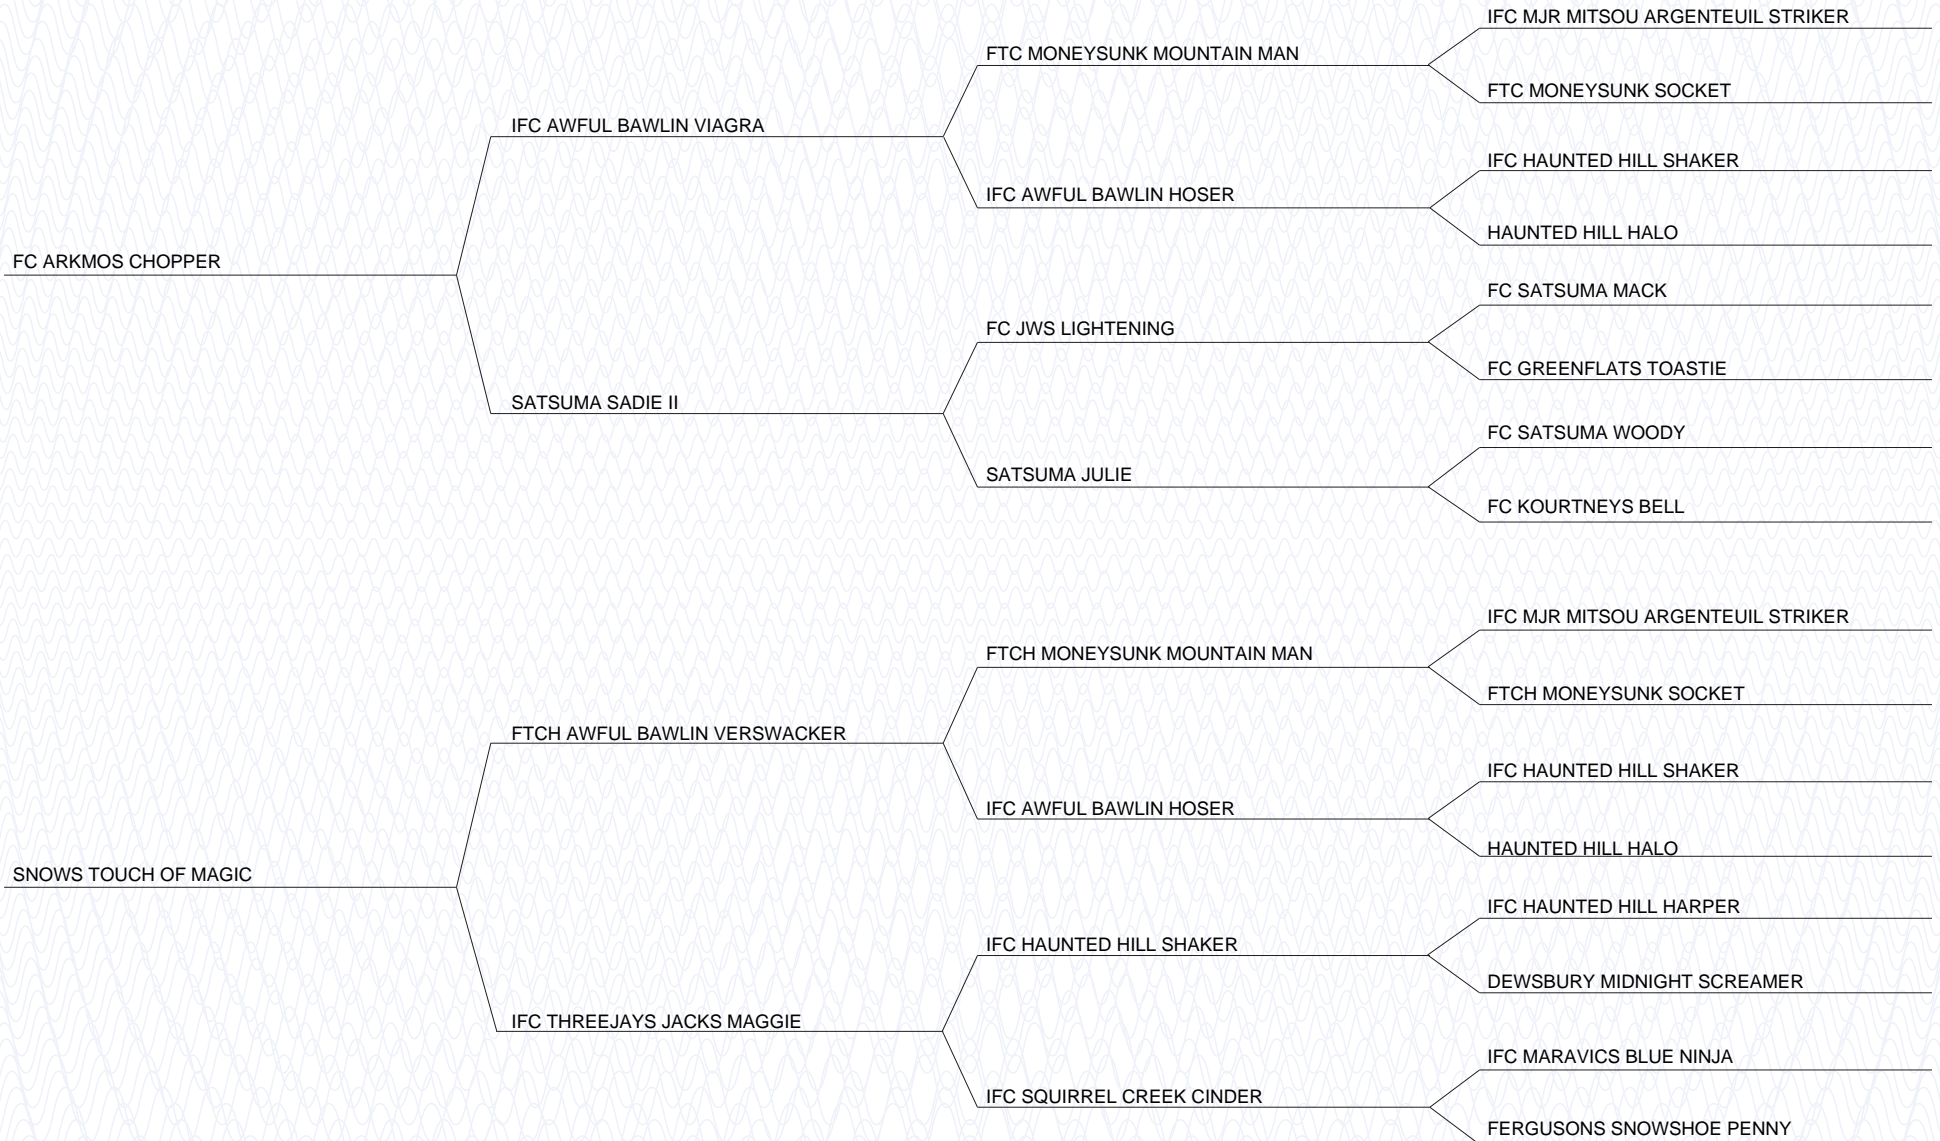 IFC MJR MITSOU ARGENTEUIL STRIKER
FTC MONEYSUNK MOUNTAIN MAN
FTC MONEYSUNK SOCKET
IFC AWFUL BAWLIN VIAGRA
IFC HAUNTED HILL SHAKER
IFC AWFUL BAWLIN HOSER
HAUNTED HILL HALO
FC ARKMOS CHOPPER
FC SATSUMA MACK
FC JWS LIGHTENING
FC GREENFLATS TOASTIE
SATSUMA SADIE II
FC SATSUMA WOODY
SATSUMA JULIE
FC KOURTNEYS BELL
IFC MJR MITSOU ARGENTEUIL STRIKER
FTCH MONEYSUNK MOUNTAIN MAN
FTCH MONEYSUNK SOCKET
FTCH AWFUL BAWLIN VERSWACKER
IFC HAUNTED HILL SHAKER
IFC AWFUL BAWLIN HOSER
HAUNTED HILL HALO
SNOWS TOUCH OF MAGIC
IFC HAUNTED HILL HARPER
IFC HAUNTED HILL SHAKER
DEWSBURY MIDNIGHT SCREAMER
IFC THREEJAYS JACKS MAGGIE
IFC MARAVICS BLUE NINJA
IFC SQUIRREL CREEK CINDER
FERGUSONS SNOWSHOE PENNY